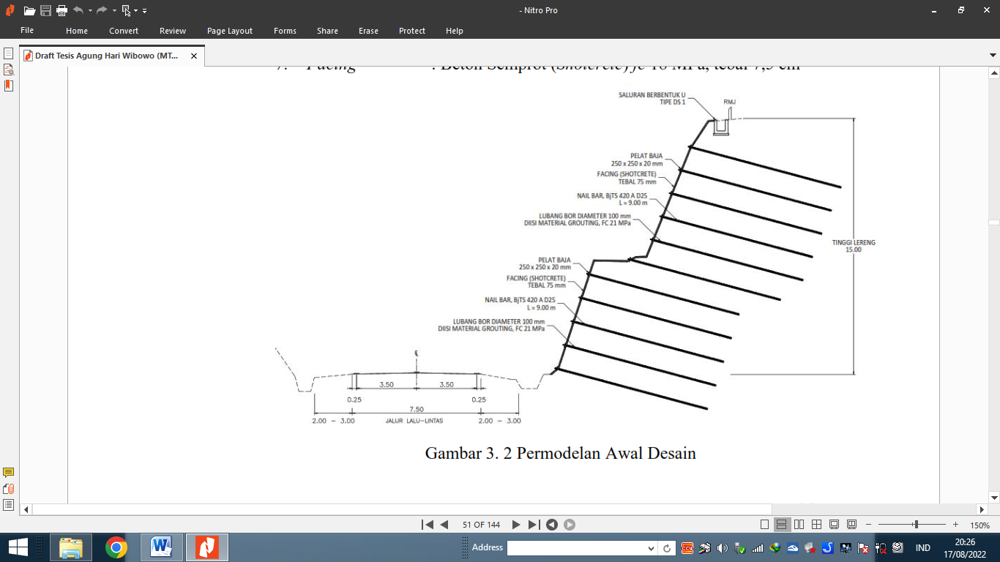 - Nitro Pro
File Home Convert Review Page Layout Forms Share Erase Protect Help
Draft Tesis Agung Hari Wibowo (MT...
7. Facing : Beton Semprot (Shotcrete) fc 18 MPa, tebal 7,5 cm
SALURAN BERBENTUK U
TIPE DS 1
RMJ
PELAT BAJA
250 x 250 x 20 mm
FACING (SHOTCRETE)
TEBAL 75 mm
NAIL BAR, BjTS 420 A D25
L = 9.00 m
LUBANG BOR DIAMETER 100 mm
DIISI MATERIAL GROUTING, FC 21 MPa
TINGGI LERENG
15.00
PELAT BAJA
250 x 250 x 20 mm
FACING (SHOTCRETE)
TEBAL 75 mm
NAIL BAR, BjTS 420 A D25
L = 9.00 m
LUBANG BOR DIAMETER 100 mm
DIISI MATERIAL GROUTING, FC 21 MPa
3.50 3.50
0.25 0.25
7.50
2.00 - 3.00 JALUR LALU-LINTAS 2.00 - 3.00
Gambar 3. 2 Permodelan Awal Desain
51 OF 144
150%
Address
IND
20:26
17/08/2022